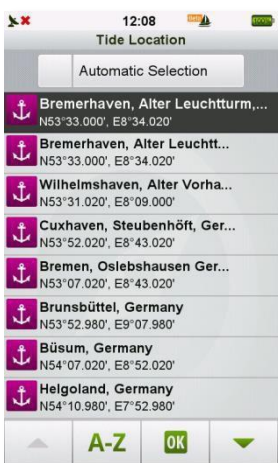 12:08
Tide Location
Automatic Selection
Bremerhaven, Alter Leuchtturm,...
N53°33.000', E8°34.020'
Bremerhaven, Alter Leuchtt...
N53°33.000', E8°34.020'
Wilhelmshaven, Alter Vorha...
N53°31.020', E8°09.000'
Cuxhaven, Steubenhöft, Ger...
N53°52.020', E8°43.020'
Bremen, Oslebshausen Ger...
N53°07.020', E8°43.020'
Brunsbüttel, Germany
N53°52.980', E9°07.980'
Büsum, Germany
N54°07.020', E8°52.020'
Helgoland, Germany
N54°10.980', E7°52.980'
A-Z
OK